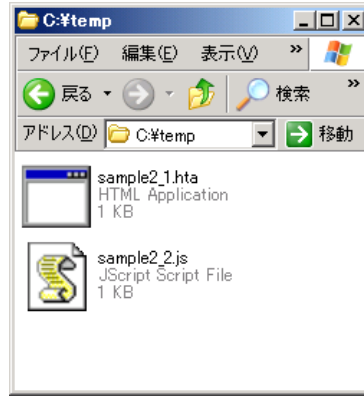 C:¥temp
ファイル(F) 編集(E) 表示(V) »
戻る 検索 »
アドレス(D) C:¥temp 移動
sample2_1.hta
HTML Application
1 KB
sample2_2.js
JScript Script File
1 KB